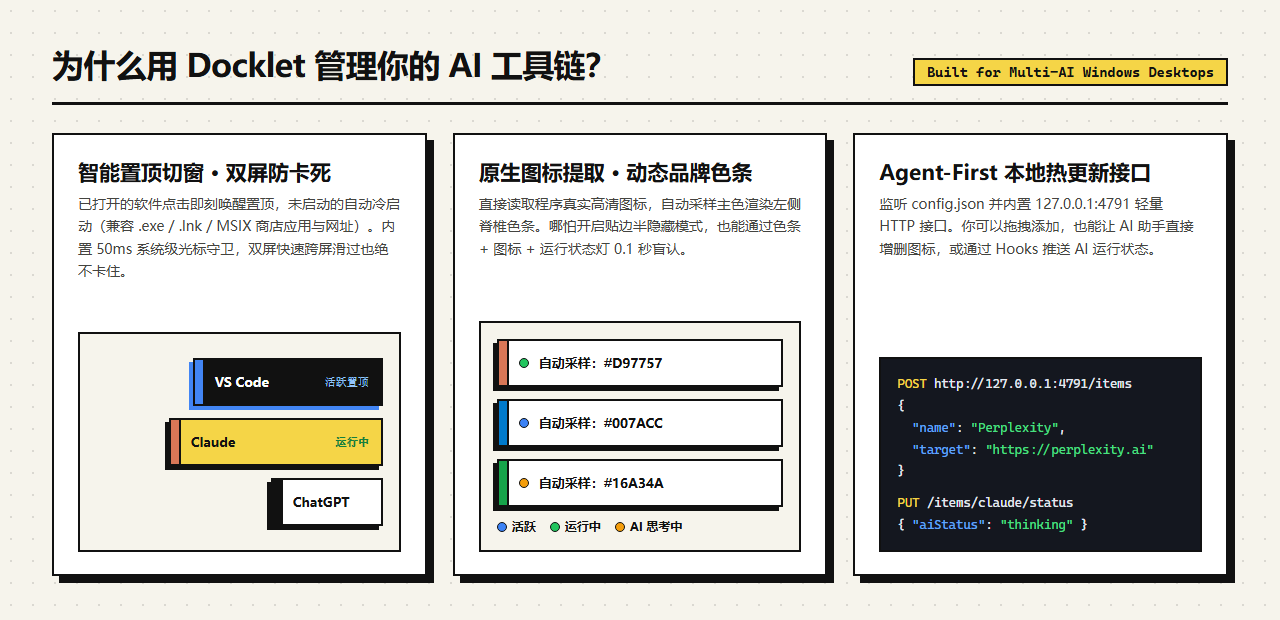 为什么用 Docklet 管理你的 AI 工具链？
Built for Multi-AI Windows Desktops
智能置顶切窗 • 双屏防卡死
已打开的软件点击即刻唤醒置顶，未启动的自动冷启
动（兼容 .exe / .lnk / MSIX 商店应用与网址）。内
置 50ms 系统级光标守卫，双屏快速跨屏滑过也绝
不卡住。
VS Code
活跃置顶
Claude
运行中
ChatGPT
原生图标提取 • 动态品牌色条
直接读取程序真实高清图标，自动采样主色渲染左侧
脊椎色条。哪怕开启贴边半隐藏模式，也能通过色条
+ 图标 + 运行状态灯 0.1 秒盲认。
自动采样：#D97757
自动采样：#007ACC
自动采样：#16A34A
活跃
运行中
AI 思考中
Agent-First 本地热更新接口
监听 config.json 并内置 127.0.0.1:4791 轻量
HTTP 接口。你可以拖拽添加，也能让 AI 助手直接
增删图标，或通过 Hooks 推送 AI 运行状态。
POST http://127.0.0.1:4791/items
{
"name": "Perplexity",
"target": "https://perplexity.ai"
}
PUT /items/claude/status
{ "aiStatus": "thinking" }